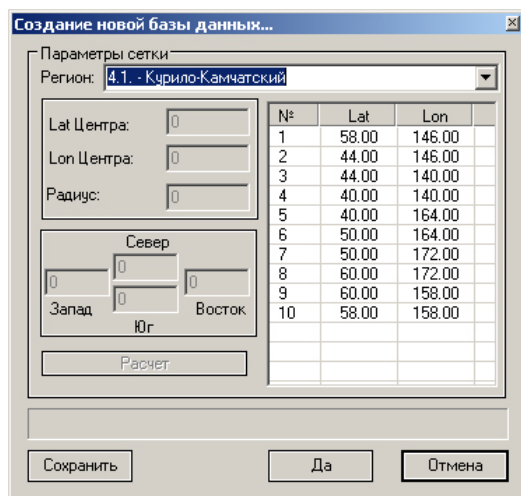 Создание новой базы данных...
Параметры сетки
Регион: 4.1. - Курило-Камчатский
Lat Центра: 0
Lon Центра: 0
Радиус: 0
Север
0
0 0
0
Запад Восток
Юг
Расчет
№ Lat Lon
1 58.00 146.00
2 44.00 146.00
3 44.00 140.00
4 40.00 140.00
5 40.00 164.00
6 50.00 164.00
7 50.00 172.00
8 60.00 172.00
9 60.00 158.00
10 58.00 158.00
Сохранить Да Отмена